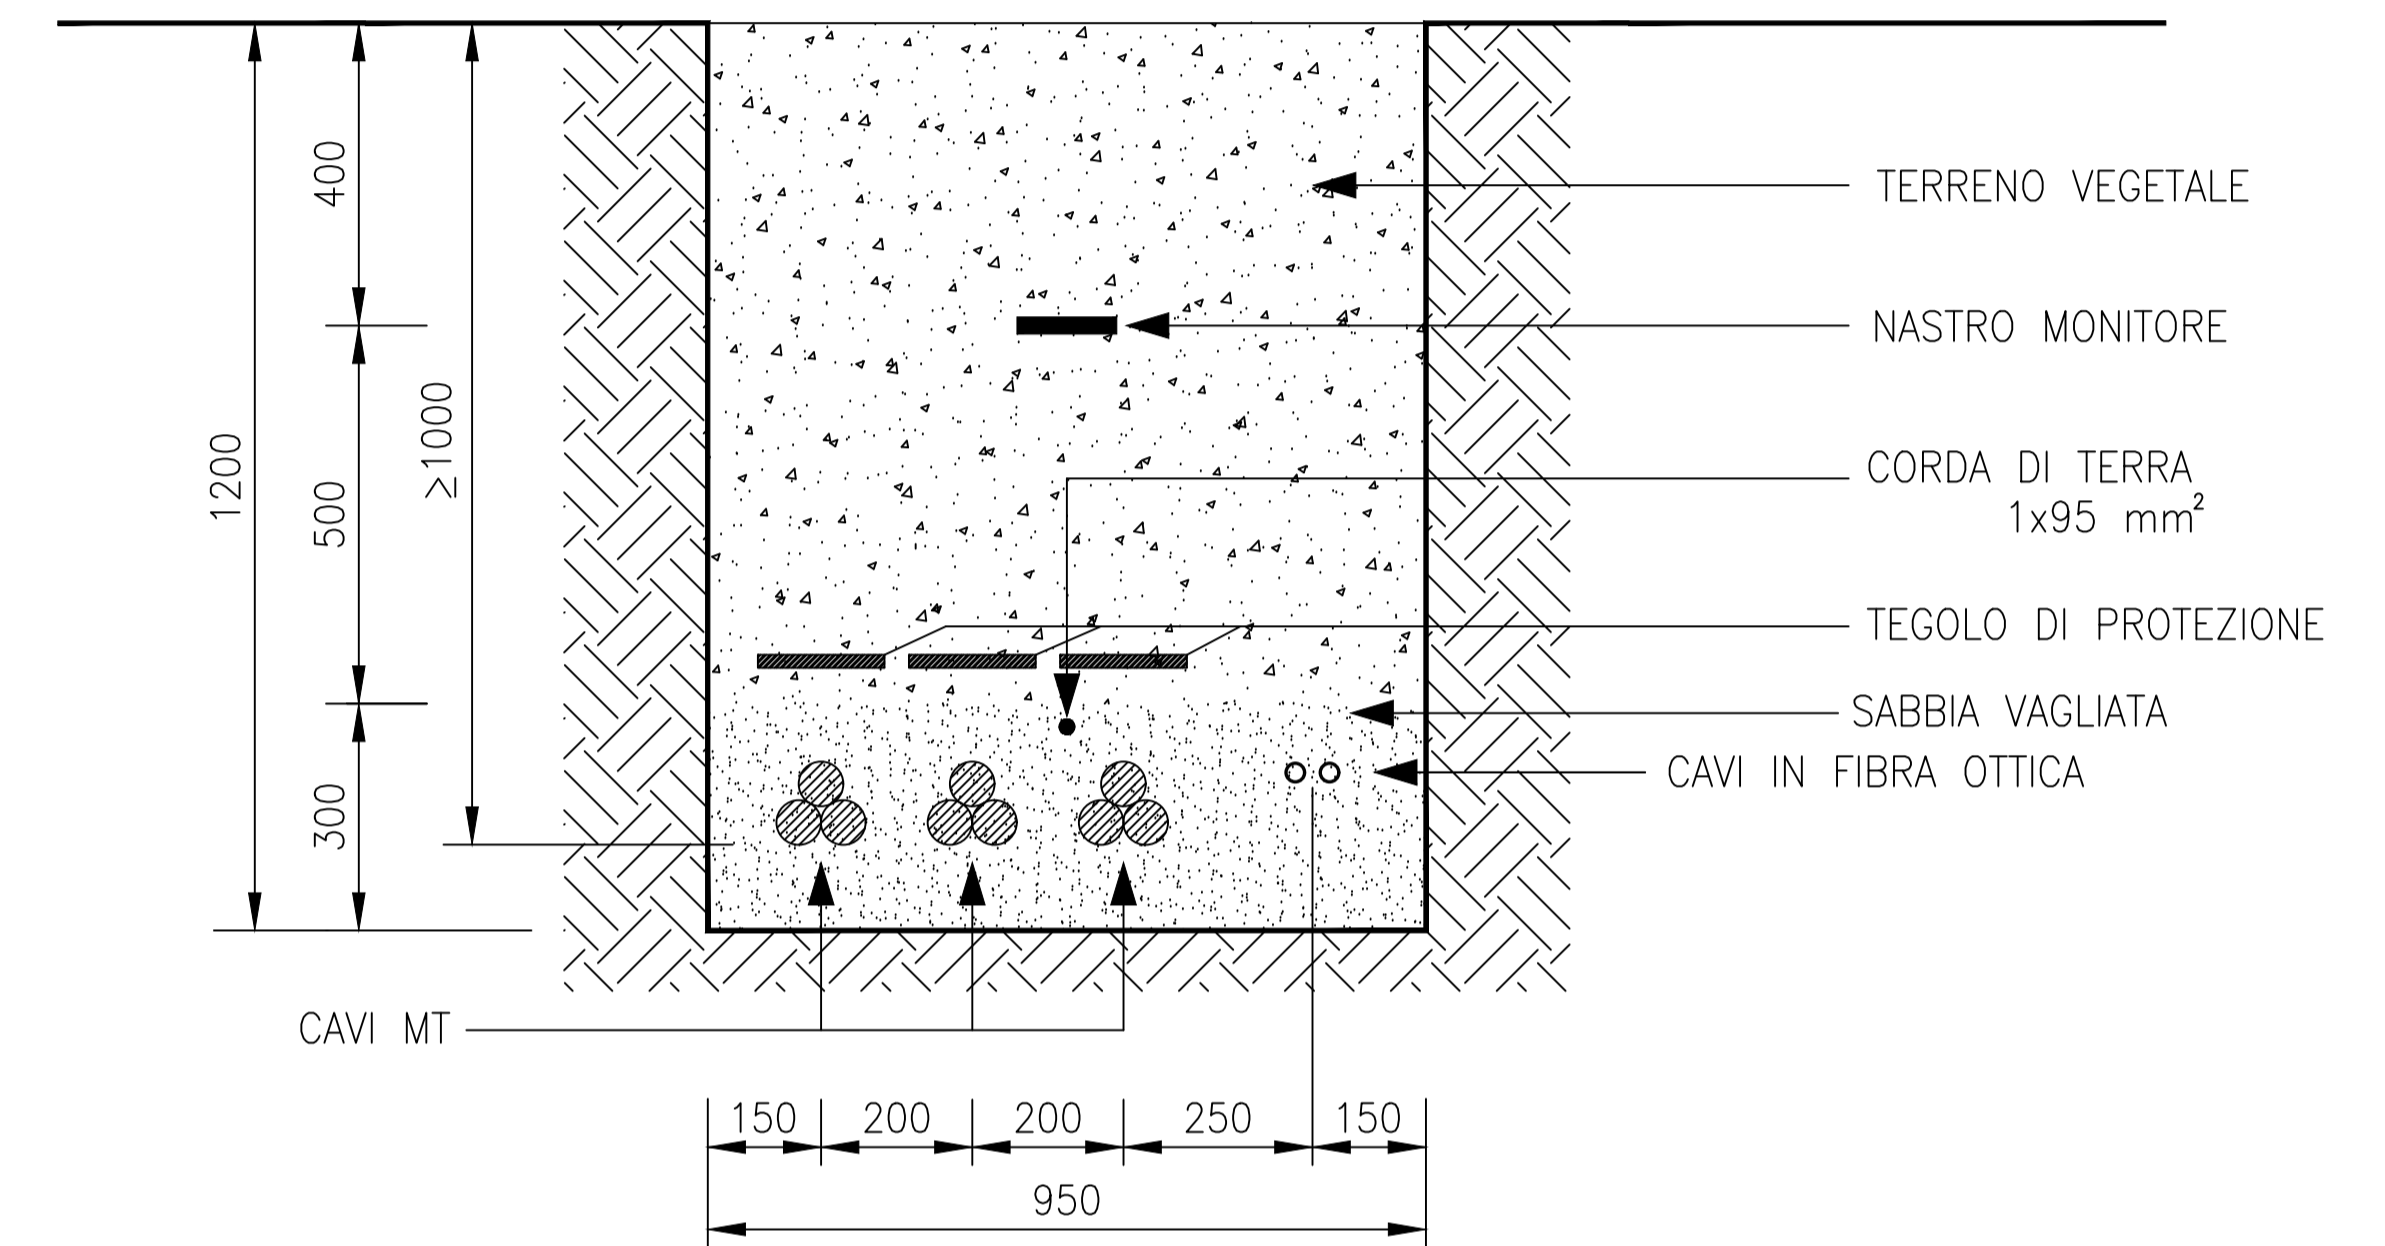 400
TERRENO VEGETALE
NASTRO MONITORE
1200
500
≥1000
CORDA DI TERRA
1x95 mm²
TEGOLO DI PROTEZIONE
SABBIA VAGLIATA
300
CAVI IN FIBRA OTTICA
CAVI MT
150 200 200 250 150
950